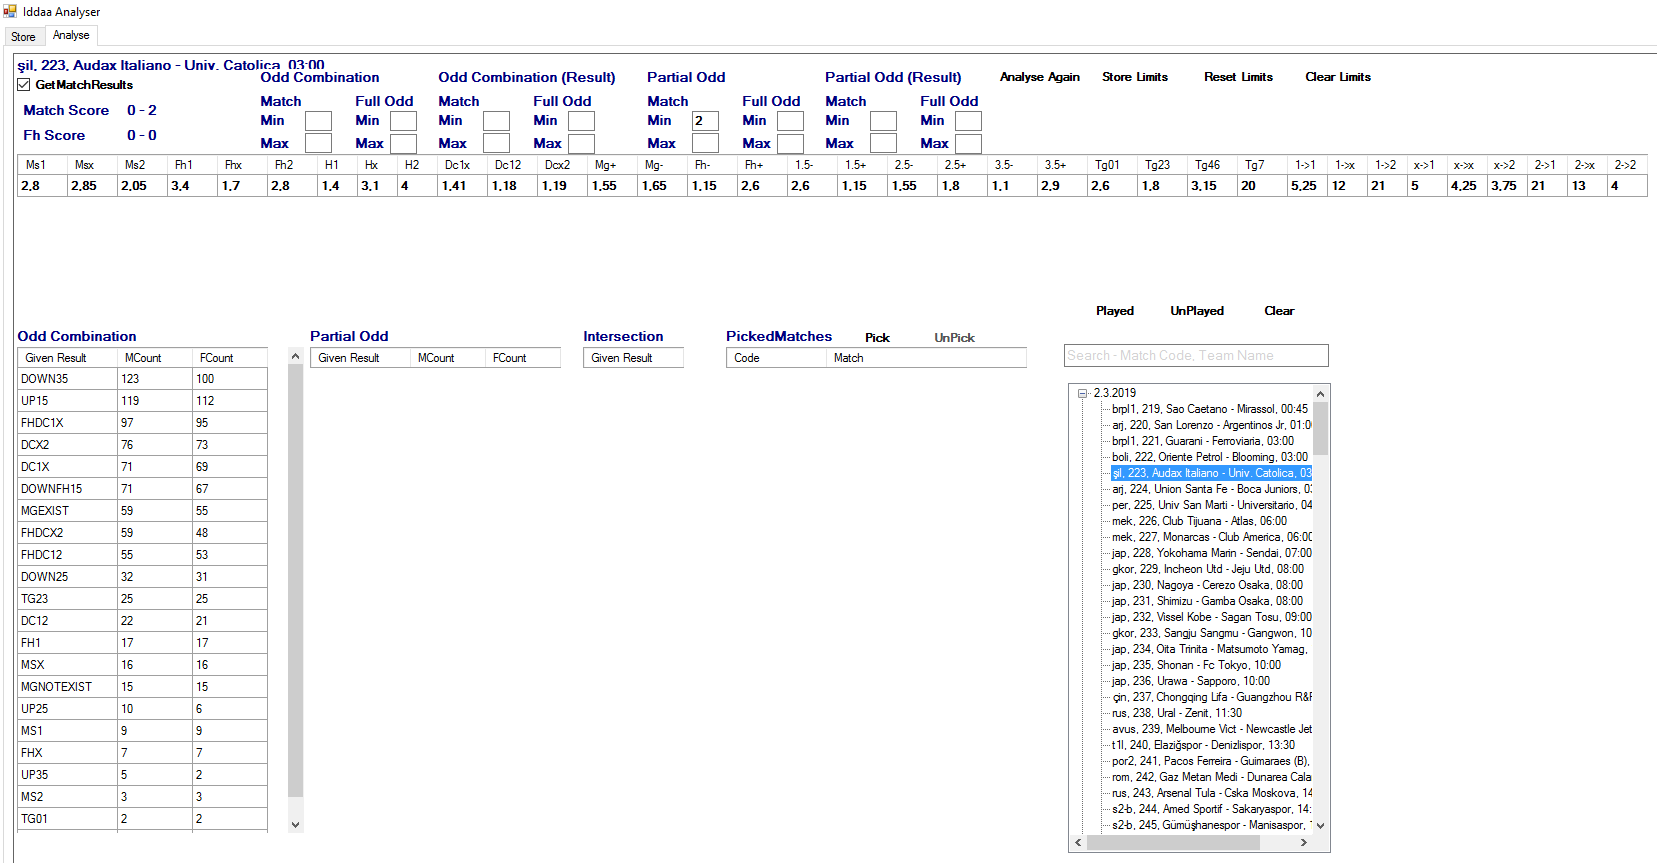 Iddaa Analyser
Store Analyse
şil, 223, Audax Italiano - Univ. Catolica, 03:00
GetMatchResults
Match Score 0 - 2
Fh Score 0 - 0
Odd Combination Odd Combination (Result) Partial Odd Partial Odd (Result) Analyse Again Store Limits Reset Limits Clear Limits
Match Full Odd Match Full Odd Match Full Odd Match Full Odd
Min Min Min Min Min 2 Min Min Min
Max Max Max Max Max Max Max Max
Ms1 Msx Ms2 Fh1 Fhx Fh2 H1 Hx H2 Dc1x Dc12 Dcx2 Mg+ Mg- Fh- Fh+ 1.5- 1.5+ 2.5- 2.5+ 3.5- 3.5+ Tg01 Tg23 Tg46 Tg7 1->1 1->x 1->2 x->1 x->x x->2 2->1 2->x 2->2
2,8 2,85 2,05 3,4 1,7 2,8 1,4 3,1 4 1,41 1,18 1,19 1,55 1,65 1,15 2,6 2,6 1,15 1,55 1,8 1,1 2,9 2,6 1,8 3,15 20 5,25 12 21 5 4,25 3,75 21 13 4
Played UnPlayed Clear
Odd Combination Partial Odd Intersection PickedMatches Pick UnPick
Given Result MCount FCount Given Result MCount FCount Given Result Code Match
Search - Match Code, Team Name
DOWN35 123 100
UP15 119 112
FHDC1X 97 95
DCX2 76 73
DC1X 71 69
DOWNFH15 71 67
MGEXIST 59 55
FHDCX2 59 48
FHDC12 55 53
DOWN25 32 31
TG23 25 25
DC12 22 21
FH1 17 17
MSX 16 16
MGNOTEXIST 15 15
UP25 10 6
MS1 9 9
FHX 7 7
UP35 5 2
MS2 3 3
TG01 2 2
2.3.2019
brpl1, 219, Sao Caetano - Mirassol, 00:45
arj, 220, San Lorenzo - Argentinos Jr, 01:0
brpl1, 221, Guarani - Ferroviaria, 03:00
boli, 222, Oriente Petrol - Blooming, 03:00
şil, 223, Audax Italiano - Univ. Catolica, 03
arj, 224, Union Santa Fe - Boca Juniors, 0
per, 225, Univ San Marti - Universitario, 04
mek, 226, Club Tijuana - Atlas, 06:00
mek, 227, Monarcas - Club America, 06:00
jap, 228, Yokohama Marin - Sendai, 07:00
gkor, 229, Incheon Utd - Jeju Utd, 08:00
jap, 230, Nagoya - Cerezo Osaka, 08:00
jap, 231, Shimizu - Gamba Osaka, 08:00
jap, 232, Vissel Kobe - Sagan Tosu, 09:00
gkor, 233, Sangju Sangmu - Gangwon, 10
jap, 234, Oita Trinita - Matsumoto Yamag,
jap, 235, Shonan - Fc Tokyo, 10:00
jap, 236, Urawa - Sapporo, 10:00
çin, 237, Chongqing Lifa - Guangzhou R&F
rus, 238, Ural - Zenit, 11:30
avus, 239, Melbourne Vict - Newcastle Jet
t1l, 240, Elazığspor - Denizlispor, 13:30
por2, 241, Pacos Ferreira - Guimaraes (B),
rom, 242, Gaz Metan Medi - Dunarea Cala
rus, 243, Arsenal Tula - Cska Moskova, 14
s2-b, 244, Amed Sportif - Sakaryaspor, 14:
s2-b, 245, Gümüşhanespor - Manisaspor,